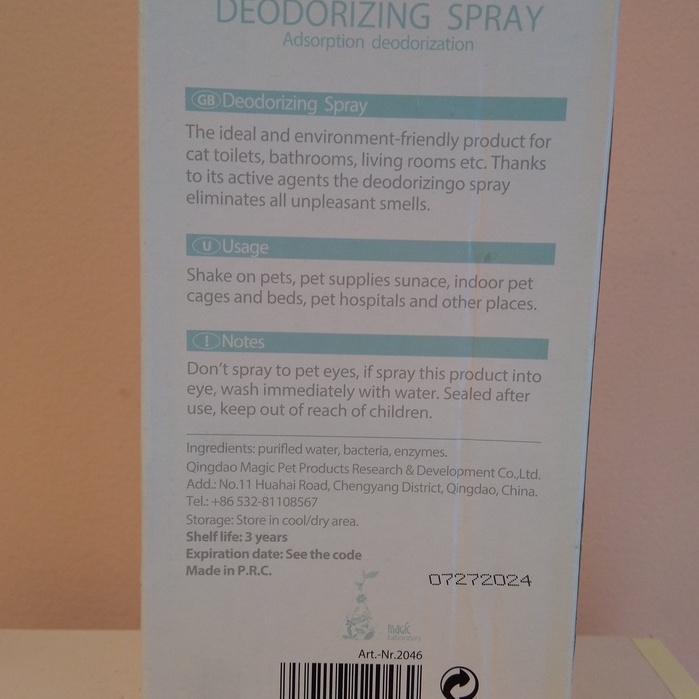 DEODORIZING SPRAY
Adsorption deodorization
GB Deodorizing Spray
The ideal and environment-friendly product for
cat toilets, bathrooms, living rooms etc. Thanks
to its active agents the deodorizingo spray
eliminates all unpleasant smells.
U Usage
Shake on pets, pet supplies sunace, indoor pet
cages and beds, pet hospitals and other places.
! Notes
Don't spray to pet eyes, if spray this product into
eye, wash immediately with water. Sealed after
use, keep out of reach of children.
Ingredients: purifled water, bacteria, enzymes.
Qingdao Magic Pet Products Research & Development Co.,Ltd.
Add.: No.11 Huahai Road, Chengyang District, Qingdao, China.
Tel.: +86 532-81108567
Storage: Store in cool/dry area.
Shelf life: 3 years
Expiration date: See the code
Made in P.R.C.
07272024
magic
laboratory
Art.-Nr.2046